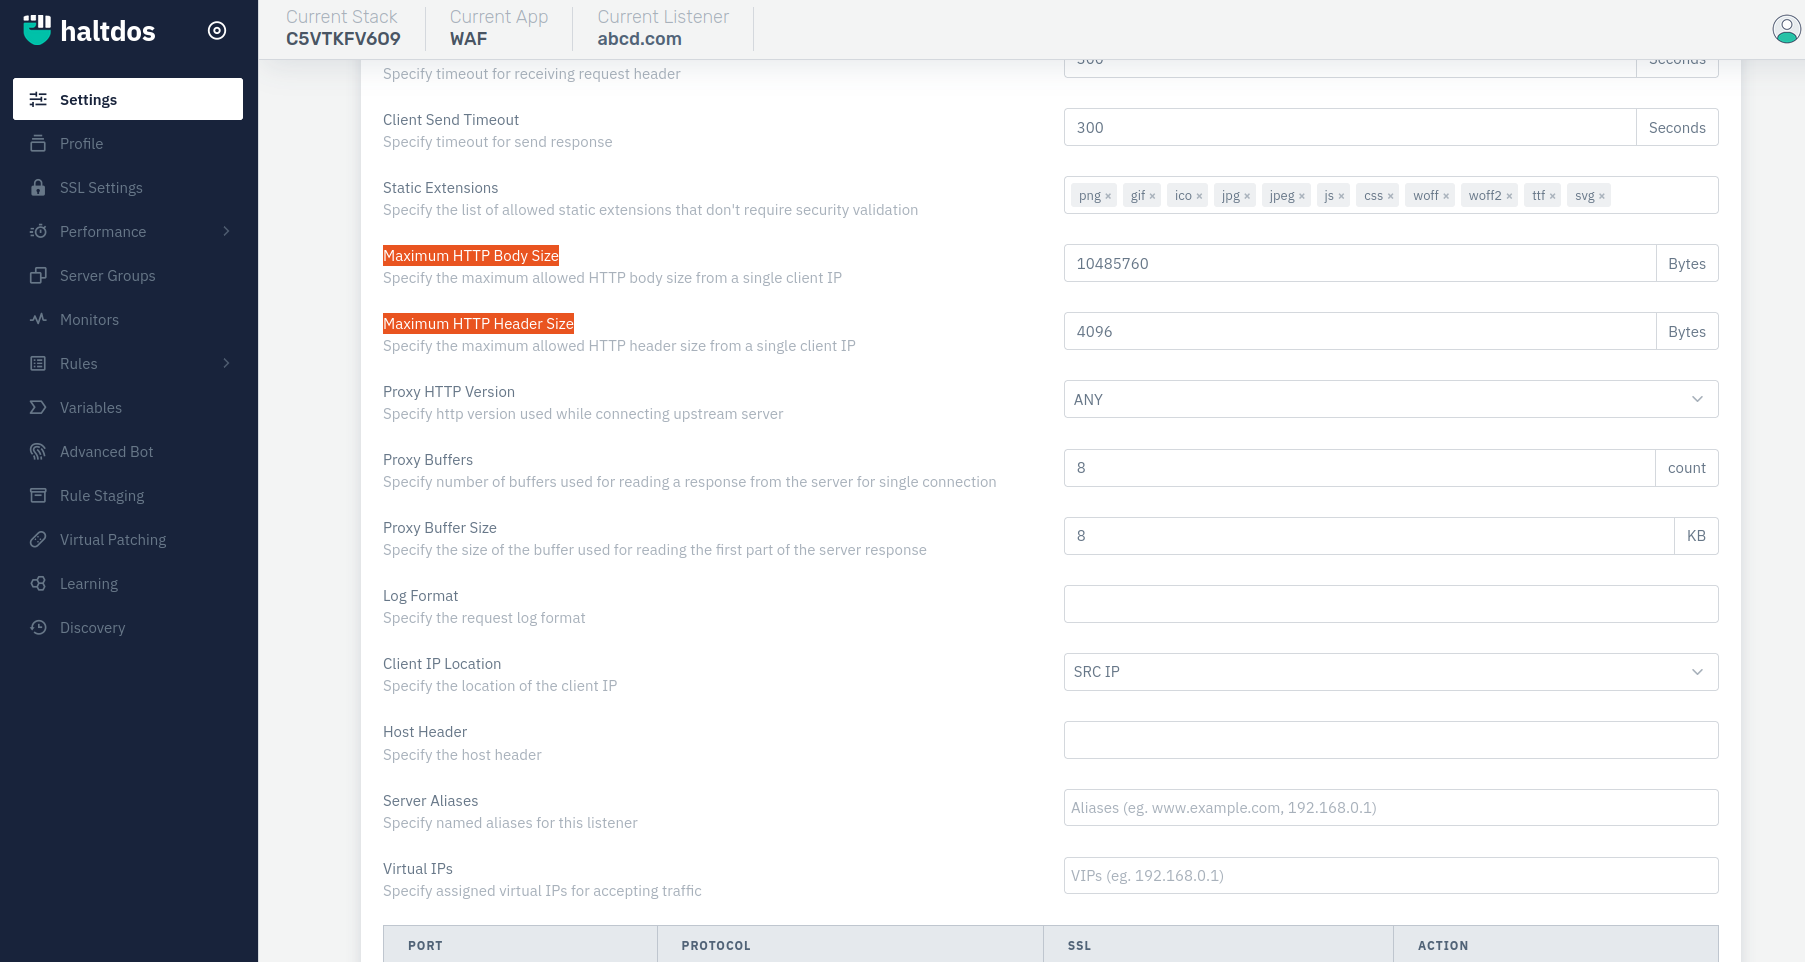 haltdos
Current Stack
C5VTKFV6O9
Current App
WAF
Current Listener
abcd.com
Settings
Profile
SSL Settings
Performance
Server Groups
Monitors
Rules
Variables
Advanced Bot
Rule Staging
Virtual Patching
Learning
Discovery
Specify timeout for receiving request header
300 Seconds
Client Send Timeout
Specify timeout for send response
300 Seconds
Static Extensions
Specify the list of allowed static extensions that don't require security validation
png × gif × ico × jpg × jpeg × js × css × woff × woff2 × ttf × svg ×
Maximum HTTP Body Size
Specify the maximum allowed HTTP body size from a single client IP
10485760 Bytes
Maximum HTTP Header Size
Specify the maximum allowed HTTP header size from a single client IP
4096 Bytes
Proxy HTTP Version
Specify http version used while connecting upstream server
ANY
Proxy Buffers
Specify number of buffers used for reading a response from the server for single connection
8 count
Proxy Buffer Size
Specify the size of the buffer used for reading the first part of the server response
8 KB
Log Format
Specify the request log format
Client IP Location
Specify the location of the client IP
SRC IP
Host Header
Specify the host header
Server Aliases
Specify named aliases for this listener
Aliases (eg. www.example.com, 192.168.0.1)
Virtual IPs
Specify assigned virtual IPs for accepting traffic
VIPs (eg. 192.168.0.1)
PORT PROTOCOL SSL ACTION